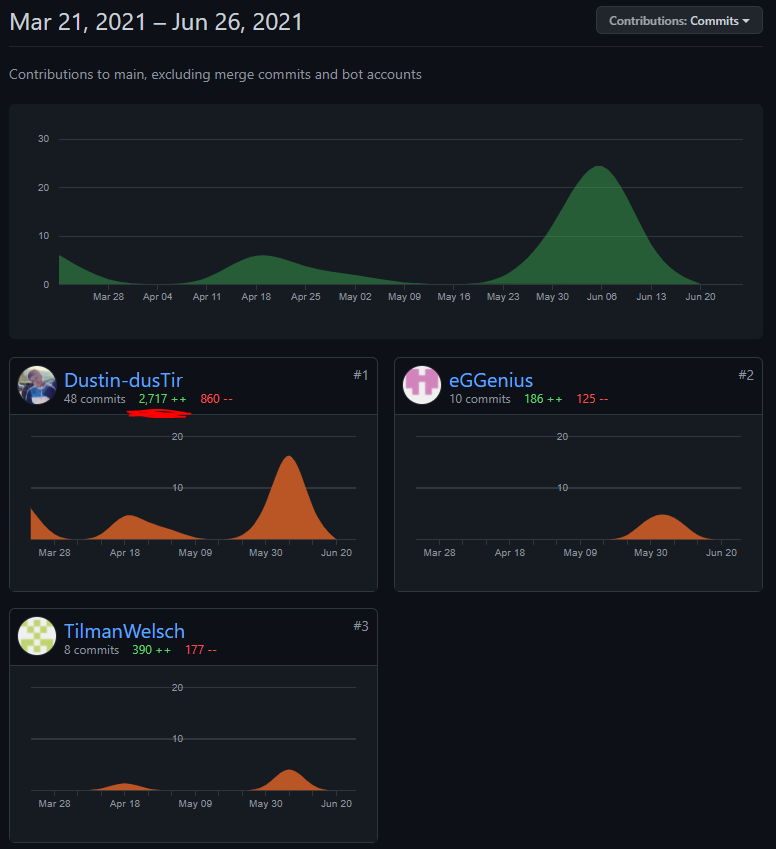 Mar 21, 2021 – Jun 26, 2021
Contributions: Commits
Contributions to main, excluding merge commits and bot accounts
30
20
10
0
Mar 28 Apr 04 Apr 11 Apr 18 Apr 25 May 02 May 09 May 16 May 23 May 30 Jun 06 Jun 13 Jun 20
Dustin-dusTir #1
48 commits 2,717 ++ 860 --
20
10
Mar 28 Apr 18 May 09 May 30 Jun 20
eGGenius #2
10 commits 186 ++ 125 --
20
10
Mar 28 Apr 18 May 09 May 30 Jun 20
TilmanWelsch #3
8 commits 390 ++ 177 --
20
10
Mar 28 Apr 18 May 09 May 30 Jun 20